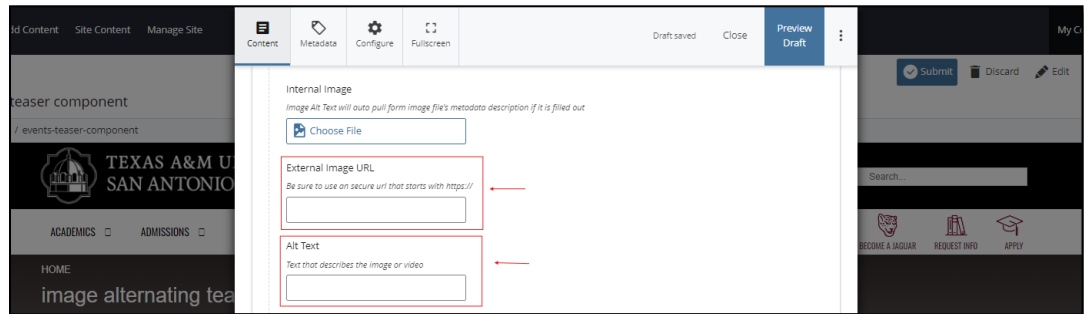 dd Content Site Content Manage Site
Content Metadata Configure Fullscreen
Draft saved Close Preview Draft
My Co
Submit Discard Edit
teaser component
/ events-teaser-component
Internal Image
Image Alt Text will auto pull form image file's metadata description if it is filled out
Choose File
TEXAS A&M U
SAN ANTONIO
External Image URL
Be sure to use an secure url that starts with https://
Search...
ACADEMICS ADMISSIONS
BECOME A JAGUAR REQUEST INFO APPLY
Alt Text
Text that describes the image or video
HOME
image alternating tea